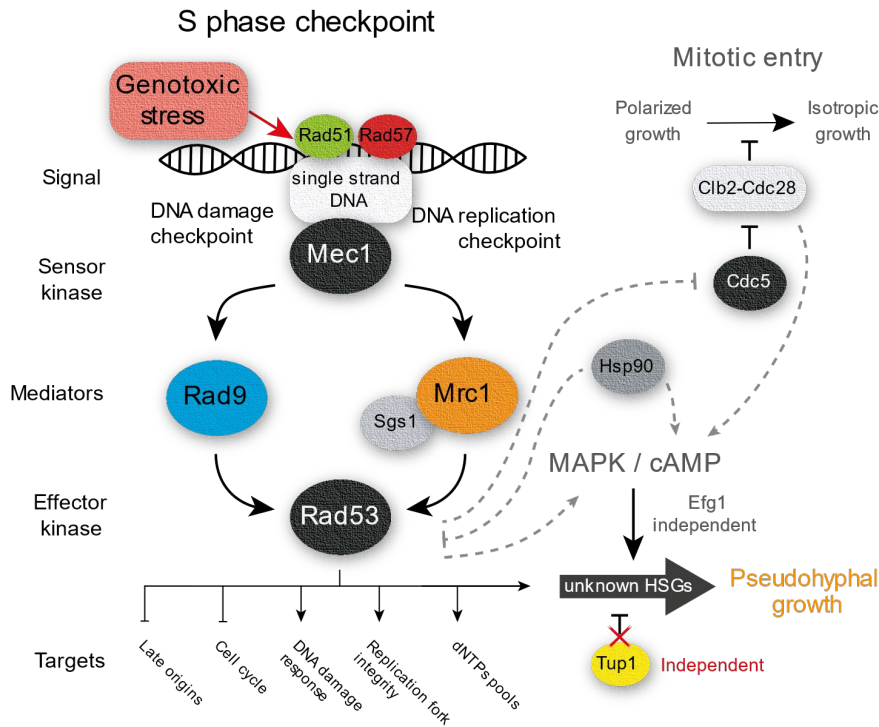 S phase checkpoint
Genotoxic
stress
Rad51
Rad57
Signal
single strand
DNA
DNA damage
checkpoint
DNA replication
checkpoint
Sensor
kinase
Mec1
Mediators
Rad9
Sgs1
Mrc1
Effector
kinase
Rad53
Targets
Late origins
Cell cycle
DNA damage
response
Replication fork
integrity
dNTPs pools
Mitotic entry
Polarized
growth
Isotropic
growth
Clb2-Cdc28
Cdc5
Hsp90
MAPK / cAMP
Efg1
independent
unknown HSGs
Pseudohyphal
growth
Tup1
Independent